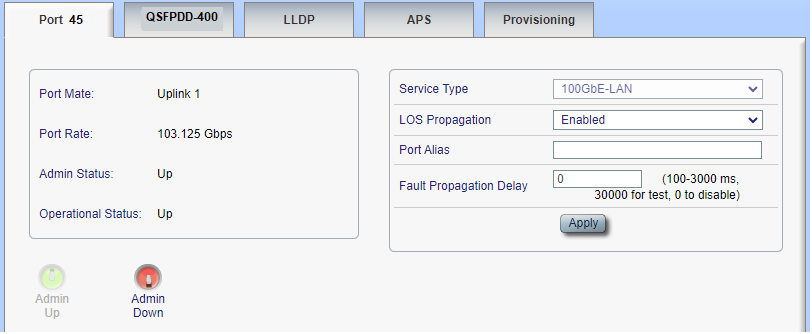 Port 45
QSFPDD-400
LLDP
APS
Provisioning
Port Mate: Uplink 1
Port Rate: 103.125 Gbps
Admin Status: Up
Operational Status: Up
Admin
Up
Admin
Down
Service Type 100GbE-LAN
LOS Propagation Enabled
Port Alias
Fault Propagation Delay 0 (100-3000 ms,
30000 for test, 0 to disable)
Apply